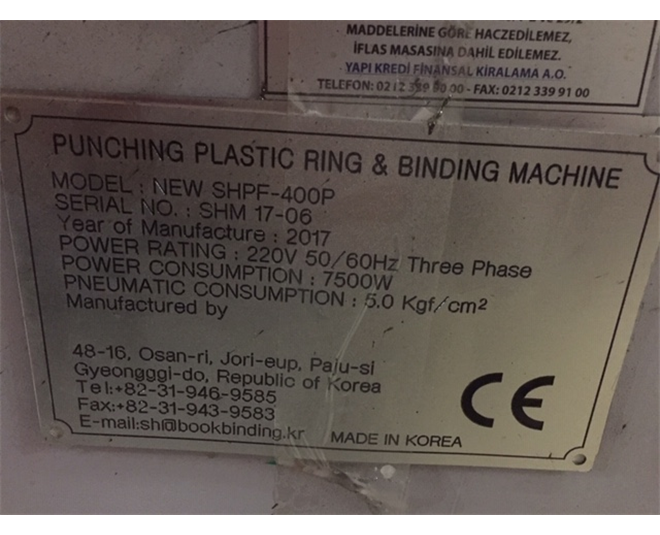 MADDELERİNE GÖRE HACZEDİLEMEZ,
İFLAS MASASINA DAHİL EDİLEMEZ.
YAPI KREDİ FİNANSAL KİRALAMA A.O.
TELEFON: 0212 339 90 00 - FAX: 0212 339 91 00
PUNCHING PLASTIC RING & BINDING MACHINE
MODEL : NEW SHPF-400P
SERIAL NO. : SHM 17-06
Year of Manufacture : 2017
POWER RATING : 220V 50/60Hz Three Phase
POWER CONSUMPTION : 7500W
PNEUMATIC CONSUMPTION : 5.0 Kgf/cm²
Manufactured by
48-16, Osan-ri, Jori-eup, Paju-si
Gyeongggi-do, Republic of Korea
Tel:+82-31-946-9585
Fax:+82-31-943-9583
E-mail:sh@bookbinding.kr
MADE IN KOREA
CE